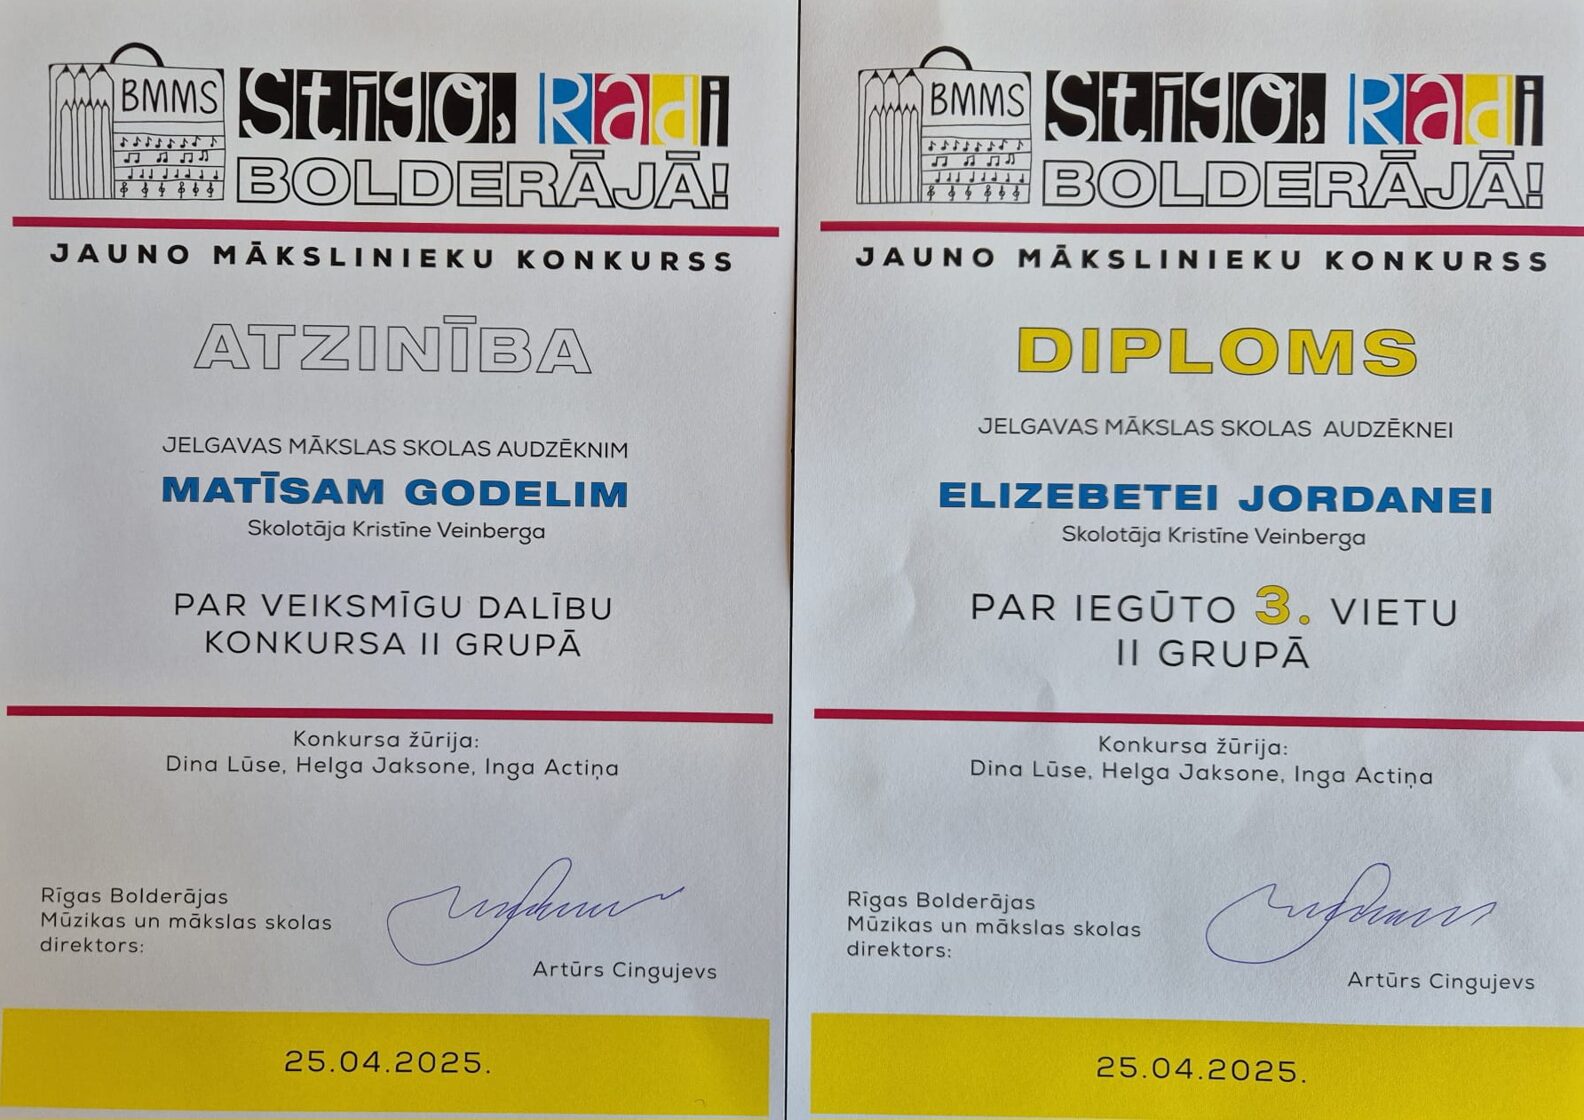 BMMS
Stīgo, Radi
BOLDERĀJĀ!
JAUNO MĀKSLINIEKU KONKURSS
ATZINĪBA
JELGAVAS MĀKSLAS SKOLAS AUDZĒKNIM
MATĪSAM GODELIM
Skolotāja Kristīne Veinberga
PAR VEIKSMĪGU DALĪBU
KONKURSA II GRUPĀ
Konkursa žūrija:
Dina Lūse, Helga Jaksone, Inga Actiņa
Rīgas Bolderājas
Mūzikas un mākslas skolas
direktors:
Artūrs Cingujevs
25.04.2025.
BMMS
Stīgo, Radi
BOLDERĀJĀ!
JAUNO MĀKSLINIEKU KONKURSS
DIPLOMS
JELGAVAS MĀKSLAS SKOLAS AUDZĒKNEI
ELIZEBETEI JORDANEI
Skolotāja Kristīne Veinberga
PAR IEGŪTO 3. VIETU
II GRUPĀ
Konkursa žūrija:
Dina Lūse, Helga Jaksone, Inga Actiņa
Rīgas Bolderājas
Mūzikas un mākslas skolas
direktors:
Artūrs Cingujevs
25.04.2025.